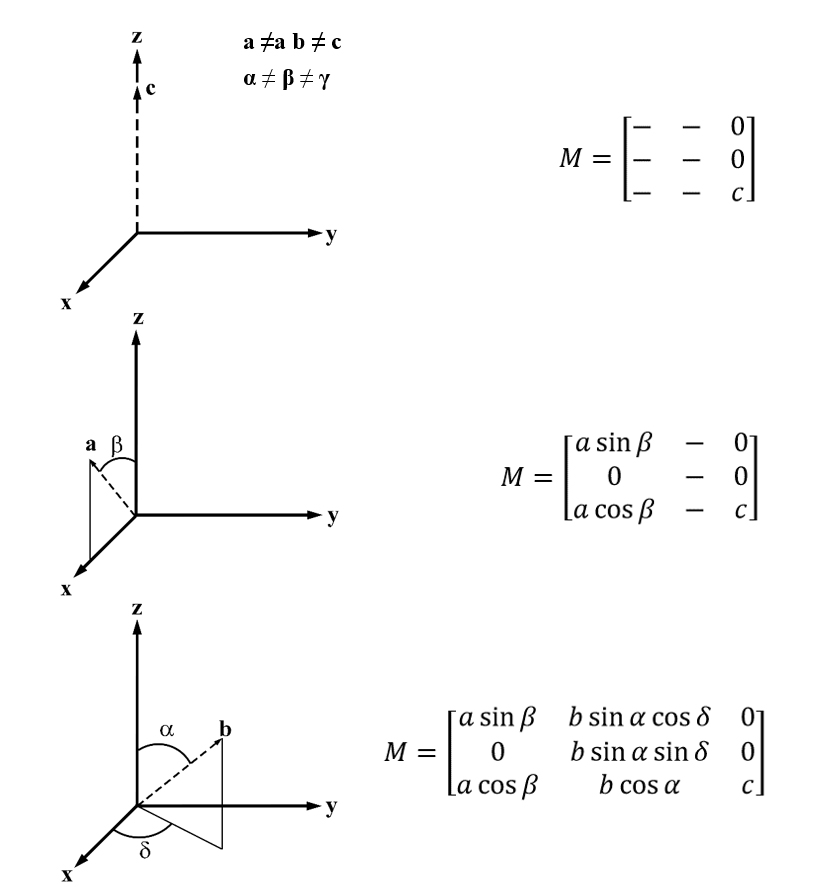 z
a ≠a b ≠ c
α ≠ β ≠ γ
c
M = [− − 0]
[− − 0]
[− − c]
y
x
z
a β
M = [a sin β − 0]
[0 − 0]
[a cos β − c]
y
x
z
α b
M = [a sin β b sin α cos δ 0]
[0 b sin α sin δ 0]
[a cos β b cos α c]
y
δ
x